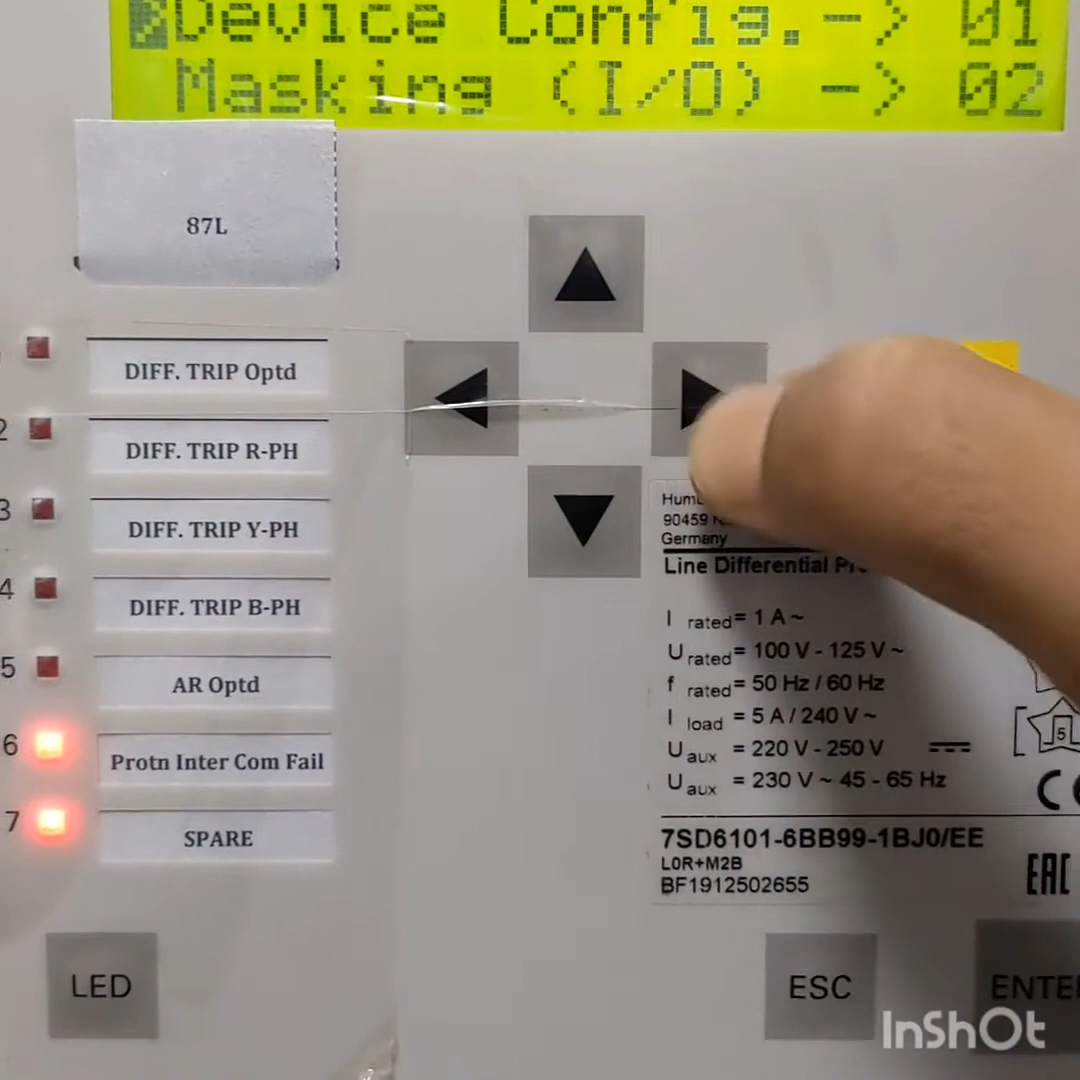 Device Config. -> 01
Masking (I/O) -> 02
87L
DIFF. TRIP Optd
2
DIFF. TRIP R-PH
3
DIFF. TRIP Y-PH
4
DIFF. TRIP B-PH
5
AR Optd
6
Protn Inter Com Fail
7
SPARE
90459
Germany
Line Differential
I rated = 1 A ~
U rated = 100 V - 125 V ~
f rated = 50 Hz / 60 Hz
I load = 5 A / 240 V ~
U aux = 220 V - 250 V
U aux = 230 V ~ 45 - 65 Hz
5
7SD6101-6BB99-1BJ0/EE
L0R+M2B
BF1912502655
EAC
LED
ESC
InShOt